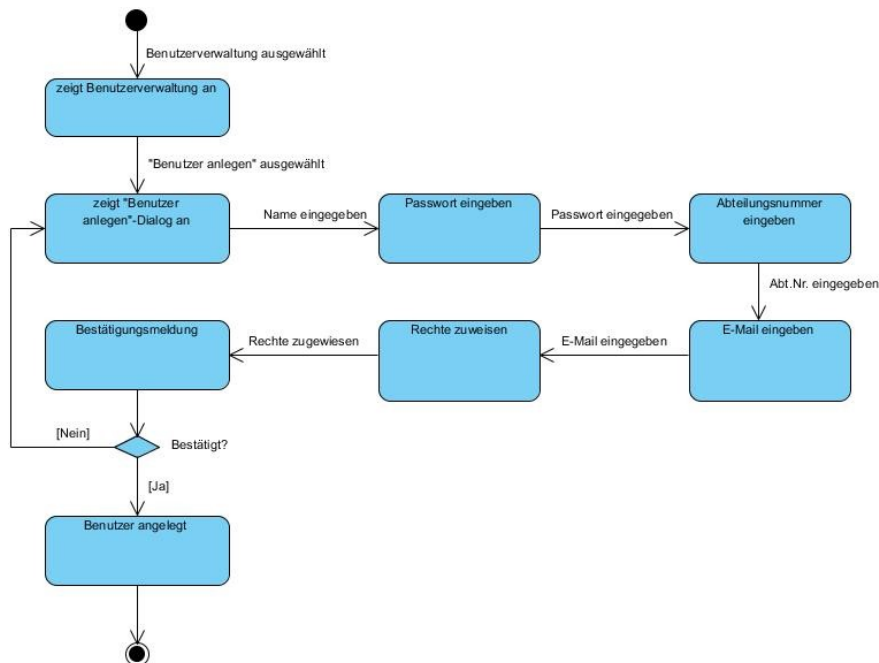 Benutzerverwaltung ausgewählt
zeigt Benutzerverwaltung an
"Benutzer anlegen" ausgewählt
zeigt "Benutzer
anlegen"-Dialog an
Name eingegeben
Passwort eingeben
Passwort eingegeben
Abteilungsnummer
eingeben
Abt.Nr. eingegeben
E-Mail eingeben
E-Mail eingegeben
Rechte zuweisen
Rechte zugewiesen
Bestätigungsmeldung
Bestätigt?
[Nein]
[Ja]
Benutzer angelegt